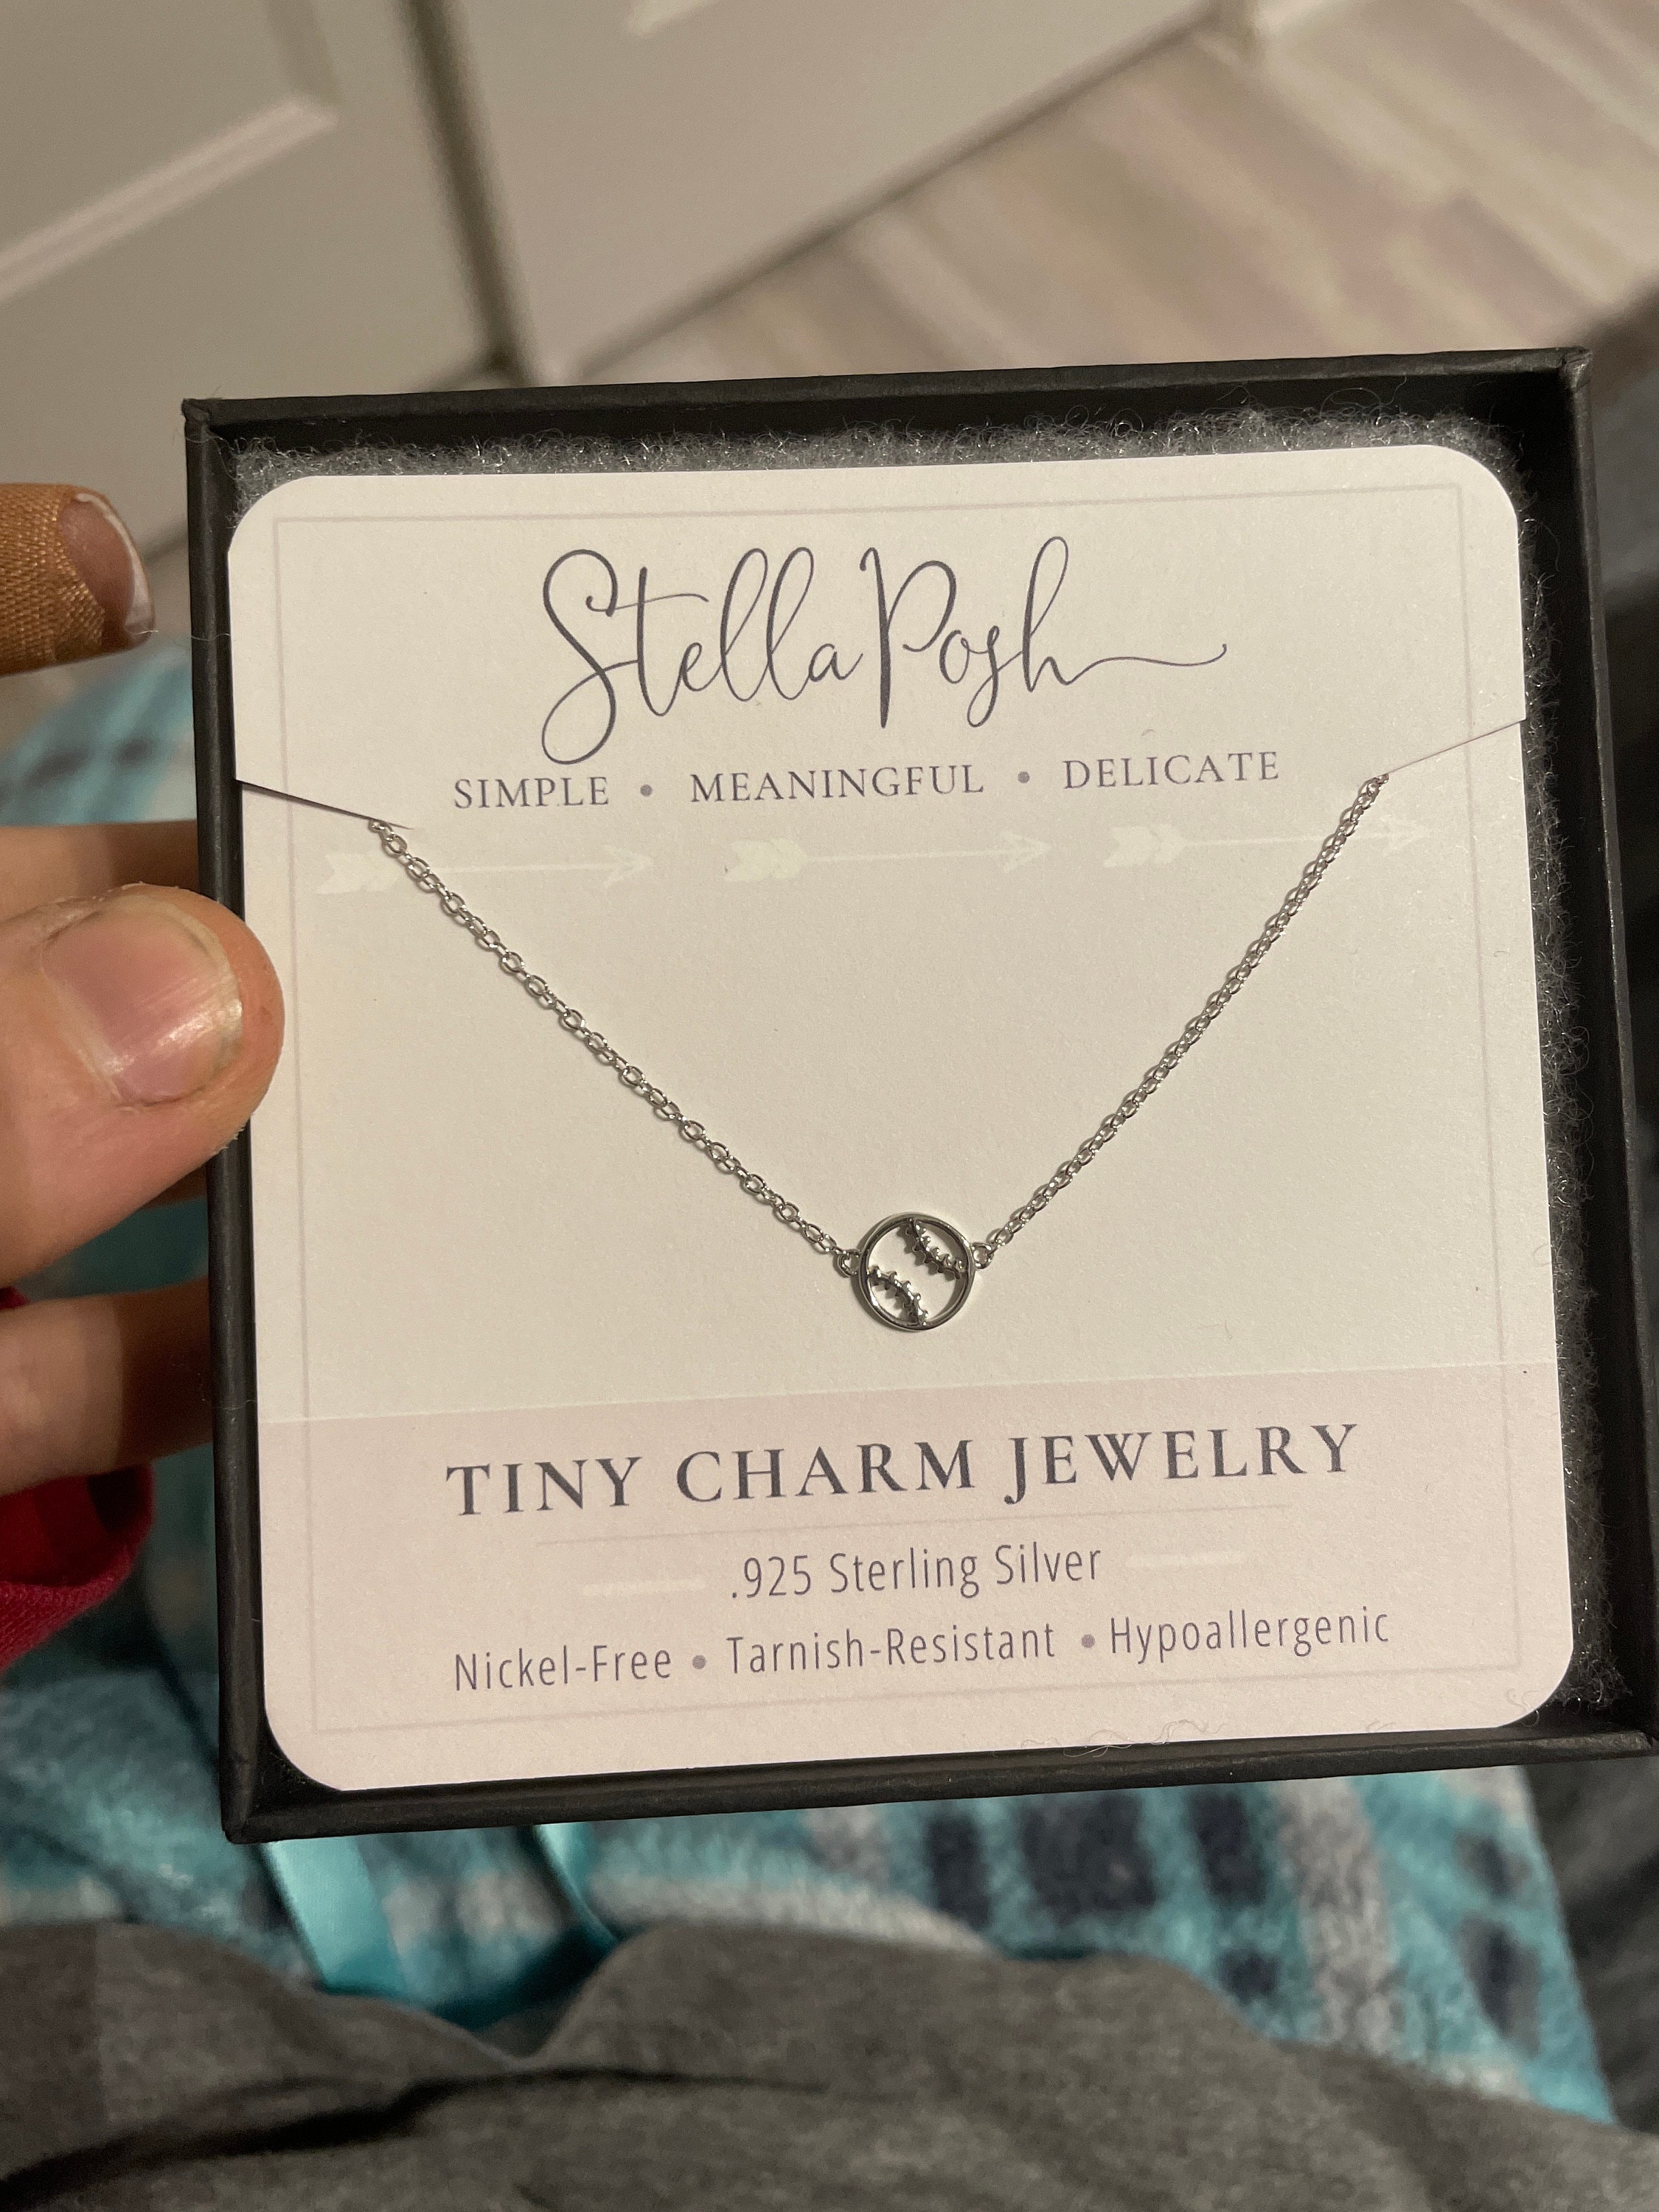 Stella Posh
SIMPLE • MEANINGFUL • DELICATE
TINY CHARM JEWELRY
.925 Sterling Silver
Nickel-Free • Tarnish-Resistant • Hypoallergenic